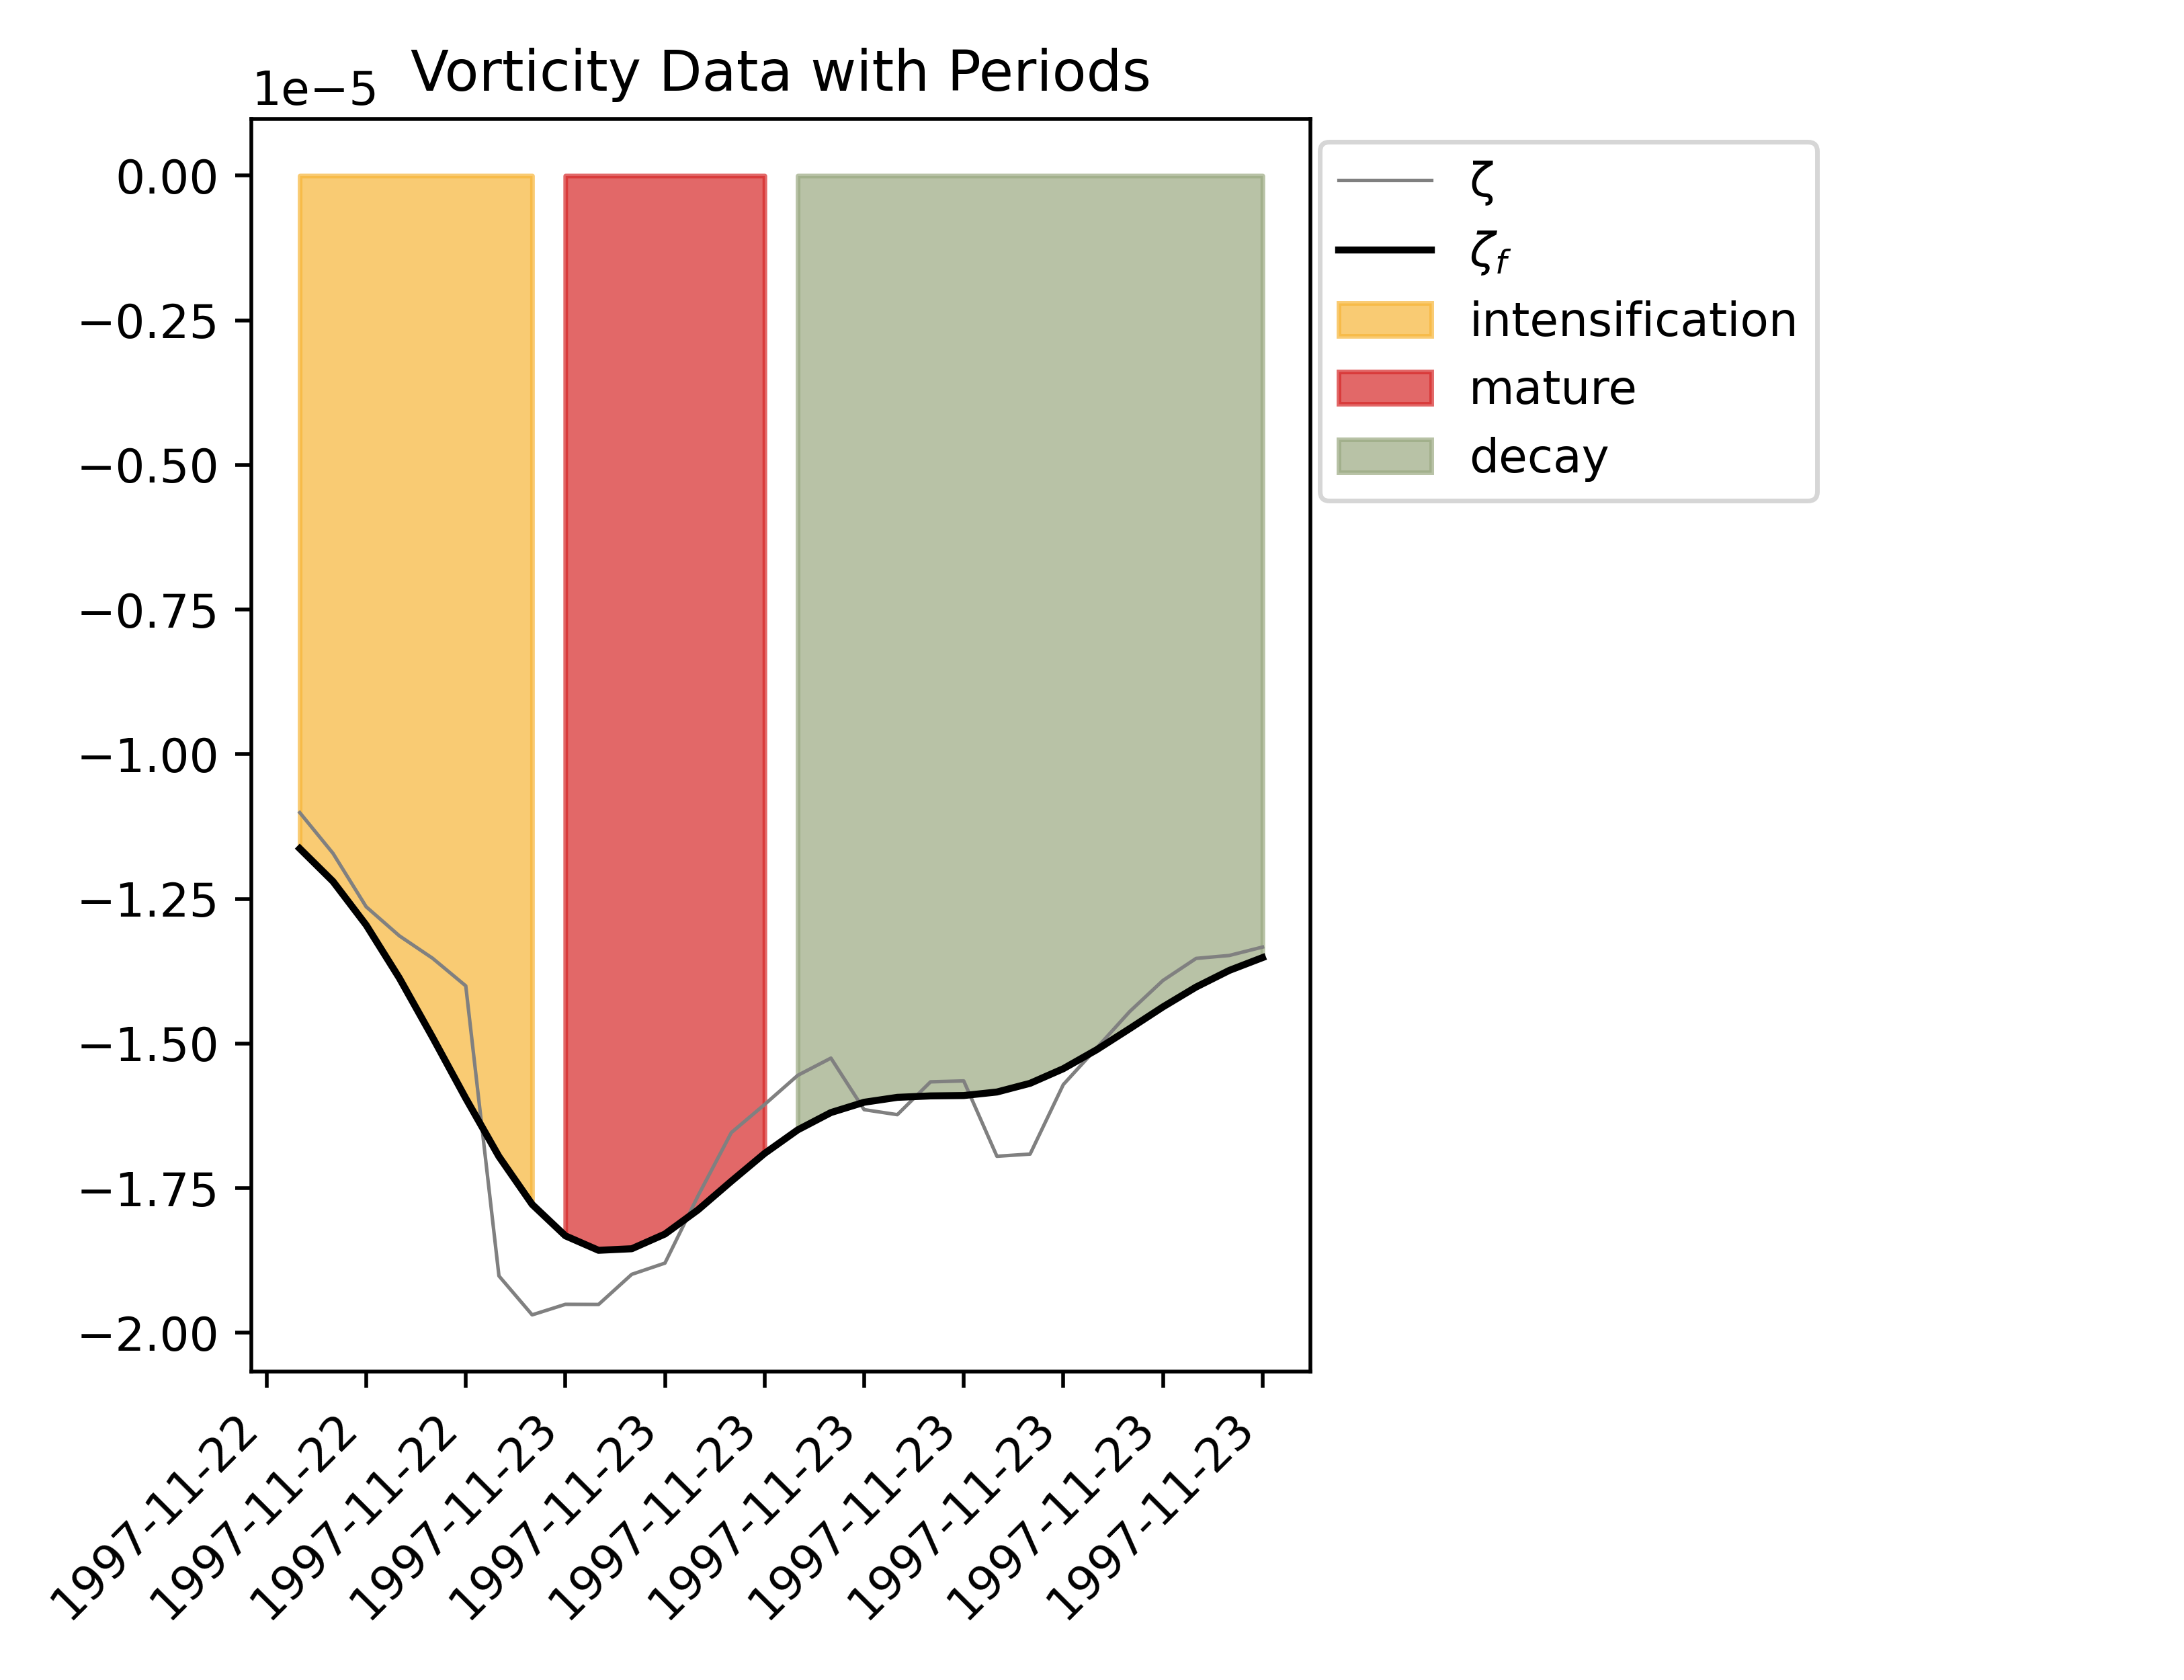 Vorticity Data with Periods
1e−5
0.00
−0.25
−0.50
−0.75
−1.00
−1.25
−1.50
−1.75
−2.00
1997-11-22
1997-11-22
1997-11-22
1997-11-23
1997-11-23
1997-11-23
1997-11-23
1997-11-23
1997-11-23
1997-11-23
1997-11-23
ζ
ζf
intensification
mature
decay